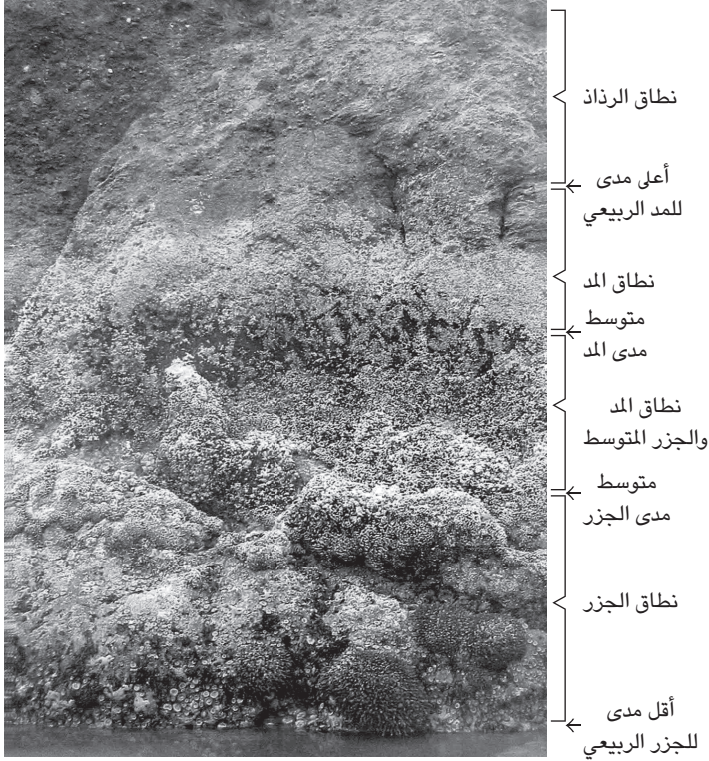 نطاق الرذاذ
أعلى مدى
للمد الربيعي
نطاق المد
متوسط
مدى المد
نطاق المد
والجزر المتوسط
متوسط
مدى الجزر
نطاق الجزر
أقل مدى
للجزر الربيعي